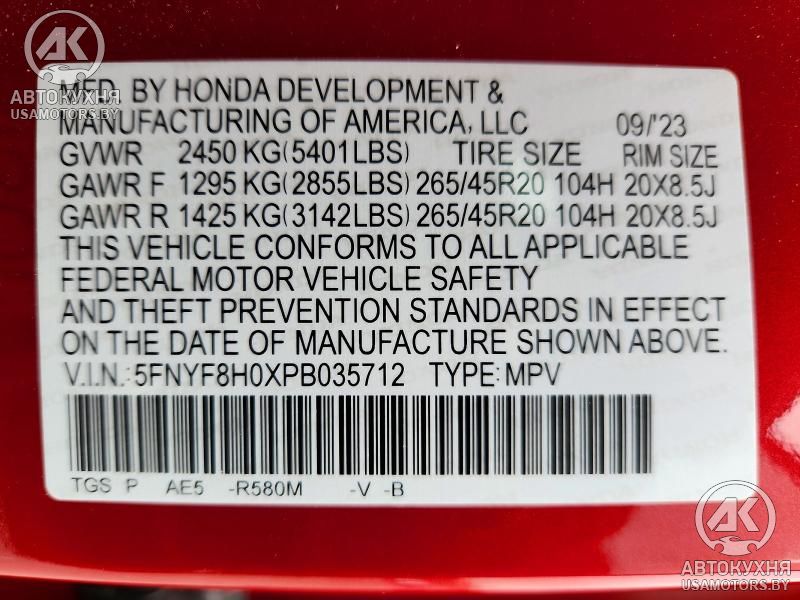 AK
АВТОКУХНЯ
USAMOTORS.BY
MFD. BY HONDA DEVELOPMENT &
MANUFACTURING OF AMERICA, LLC 09/'23
GVWR 2450 KG(5401LBS) TIRE SIZE RIM SIZE
GAWR F 1295 KG(2855LBS) 265/45R20 104H 20X8.5J
GAWR R 1425 KG(3142LBS) 265/45R20 104H 20X8.5J
THIS VEHICLE CONFORMS TO ALL APPLICABLE
FEDERAL MOTOR VEHICLE SAFETY
AND THEFT PREVENTION STANDARDS IN EFFECT
ON THE DATE OF MANUFACTURE SHOWN ABOVE.
V.I.N.:5FNYF8H0XPB035712 TYPE:MPV
TGS P AE5 -R580M -V -B
AK
АВТОКУХНЯ
USAMOTORS.BY